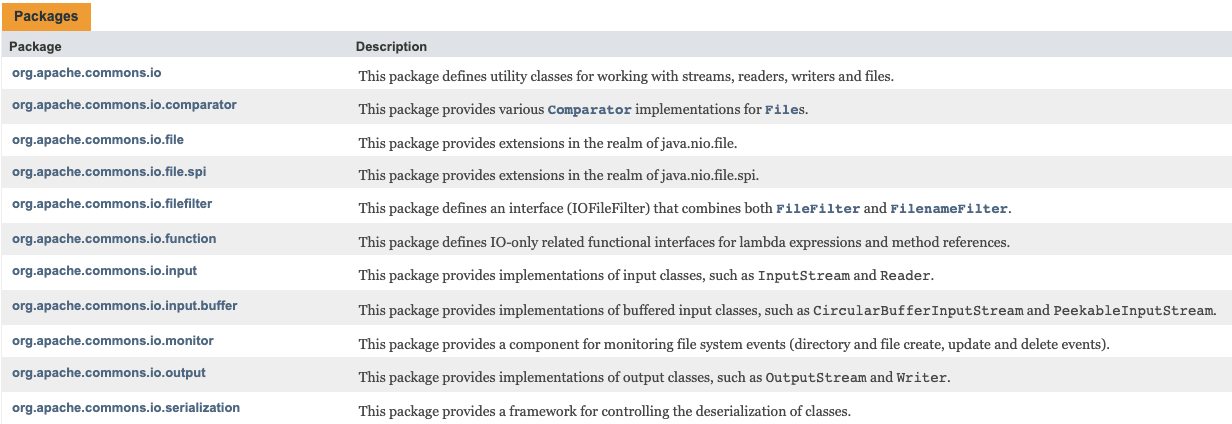 Packages
Package Description
org.apache.commons.io This package defines utility classes for working with streams, readers, writers and files.
org.apache.commons.io.comparator This package provides various Comparator implementations for Files.
org.apache.commons.io.file This package provides extensions in the realm of java.nio.file.
org.apache.commons.io.file.spi This package provides extensions in the realm of java.nio.file.spi.
org.apache.commons.io.filefilter This package defines an interface (IOFileFilter) that combines both FileFilter and FilenameFilter.
org.apache.commons.io.function This package defines IO-only related functional interfaces for lambda expressions and method references.
org.apache.commons.io.input This package provides implementations of input classes, such as InputStream and Reader.
org.apache.commons.io.input.buffer This package provides implementations of buffered input classes, such as CircularBufferInputStream and PeekableInputStream.
org.apache.commons.io.monitor This package provides a component for monitoring file system events (directory and file create, update and delete events).
org.apache.commons.io.output This package provides implementations of output classes, such as OutputStream and Writer.
org.apache.commons.io.serialization This package provides a framework for controlling the deserialization of classes.